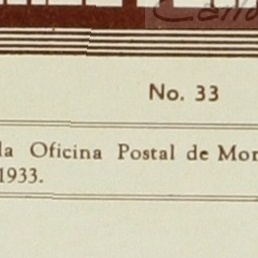 No. 33
la Oficina Postal de Mor
1933.